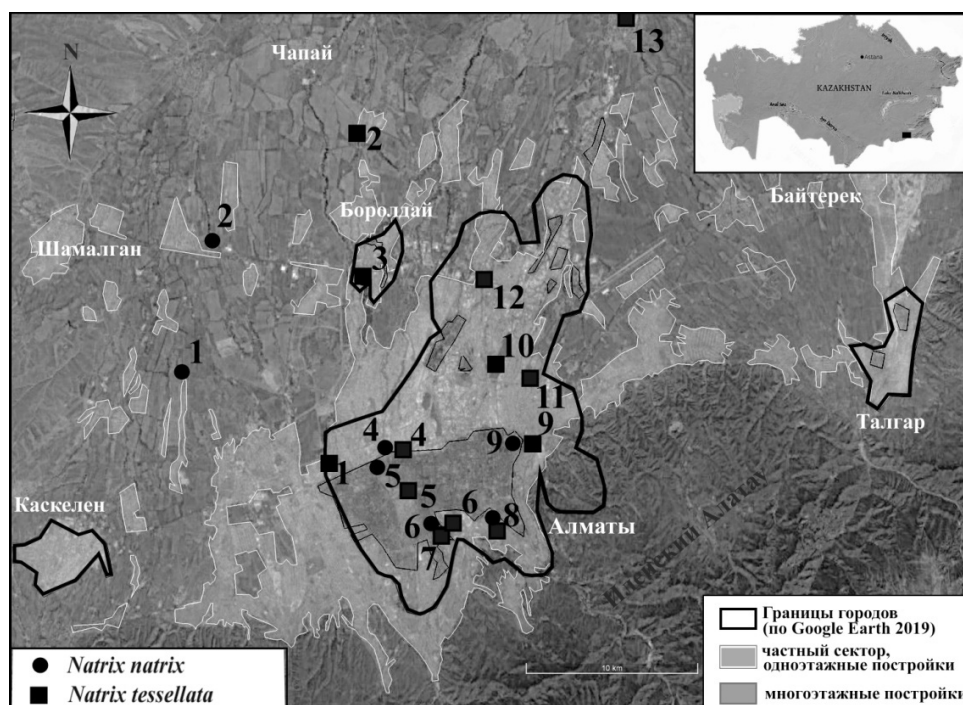 13
Чапай
N
Astana
KAZAKHSTAN
2
Байтерек
Боролдай
2
Шамалган
3
12
1
10
11
Талгар
4
4
9
9
1
5
5
Каскелен
6
6
8
7
Алматы
Илейский Алатау
Границы городов
(по Google Earth 2019)
частный сектор,
одноэтажные постройки
многоэтажные постройки
10 km
Natrix natrix
Natrix tessellata